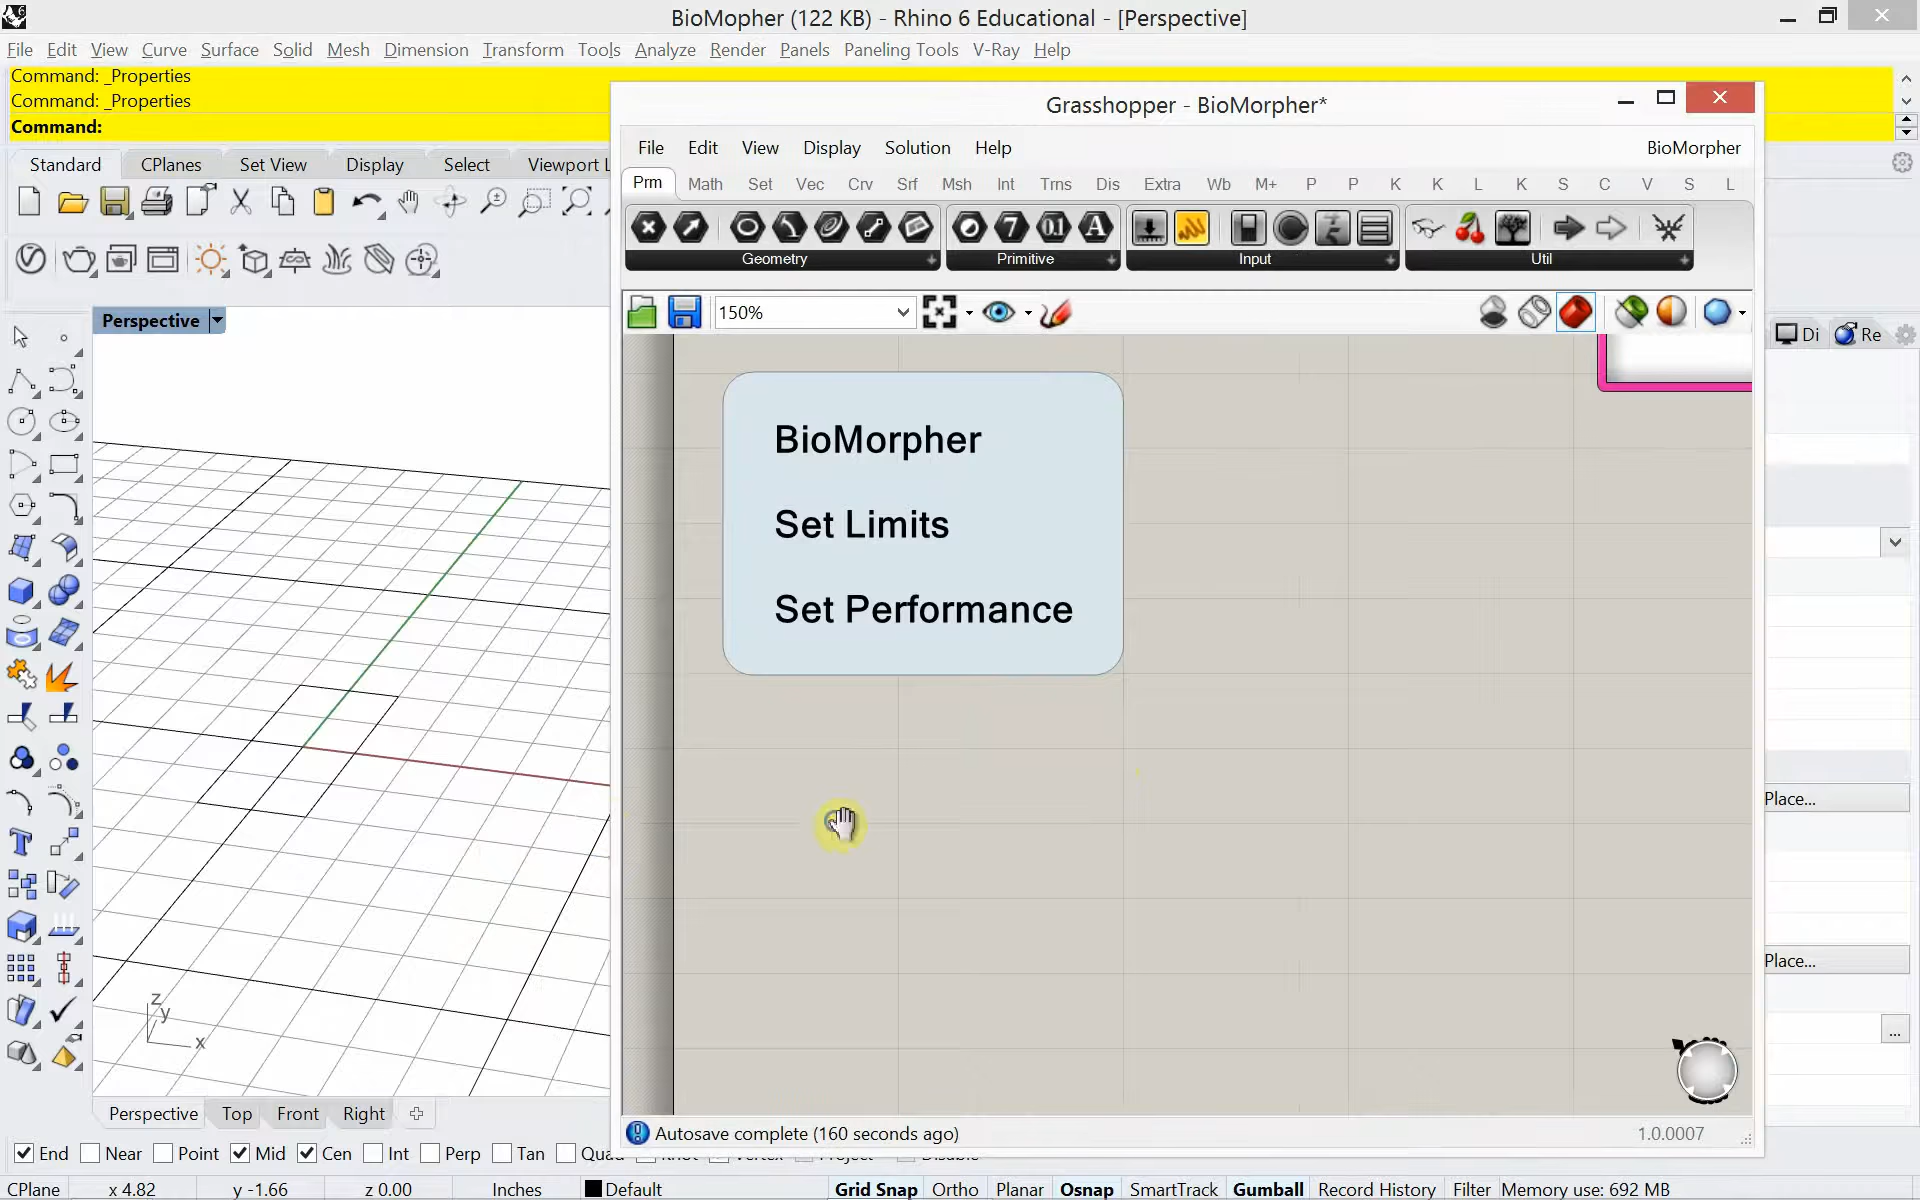 BioMopher (122 KB) - Rhino 6 Educational - [Perspective]
File Edit View Curve Surface Solid Mesh Dimension Transform Tools Analyze Render Panels Paneling Tools V-Ray Help
Command: _Properties
Command: _Properties
Command:
Standard CPlanes Set View Display Select Viewport L
Perspective
Grasshopper - BioMorpher*
File Edit View Display Solution Help BioMorpher
Prm Math Set Vec Crv Srf Msh Int Trns Dis Extra Wb M+ P P K K L K S C V S L
Geometry Primitive Input Util
150%
BioMorpher
Set Limits
Set Performance
Di Re
Place...
Place...
...
z
y
x
Perspective Top Front Right
Autosave complete (160 seconds ago) 1.0.0007
End Near Point Mid Cen Int Perp Tan
CPlane x 4.82 y -1.66 z 0.00 Inches Default Grid Snap Ortho Planar Osnap SmartTrack Gumball Record History Filter Memory use: 692 MB